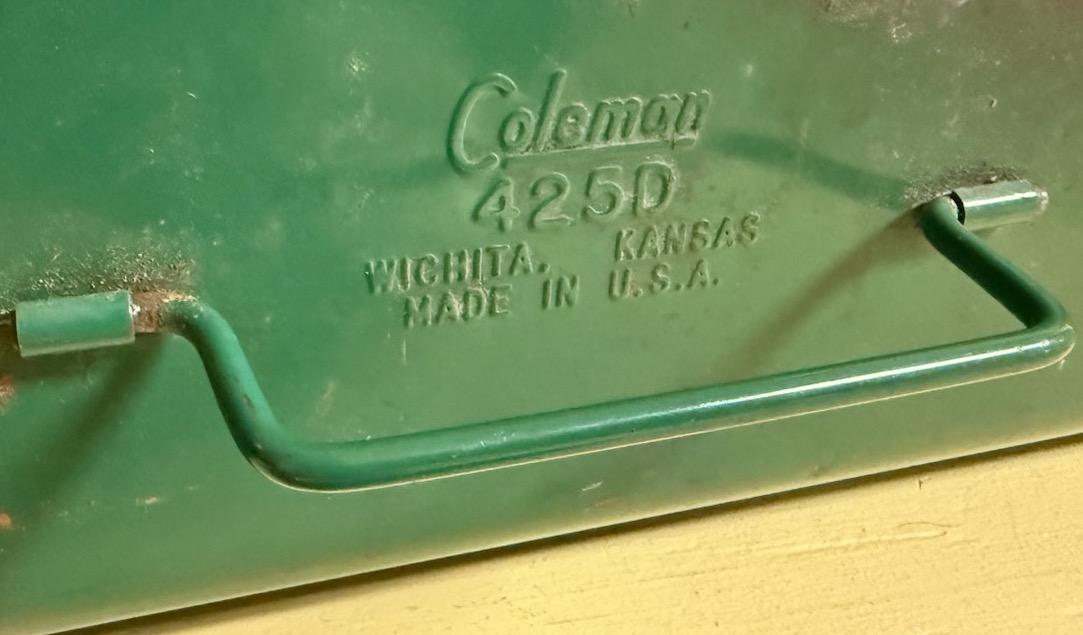 Coleman
425D
WICHITA. KANSAS
MADE IN U.S.A.